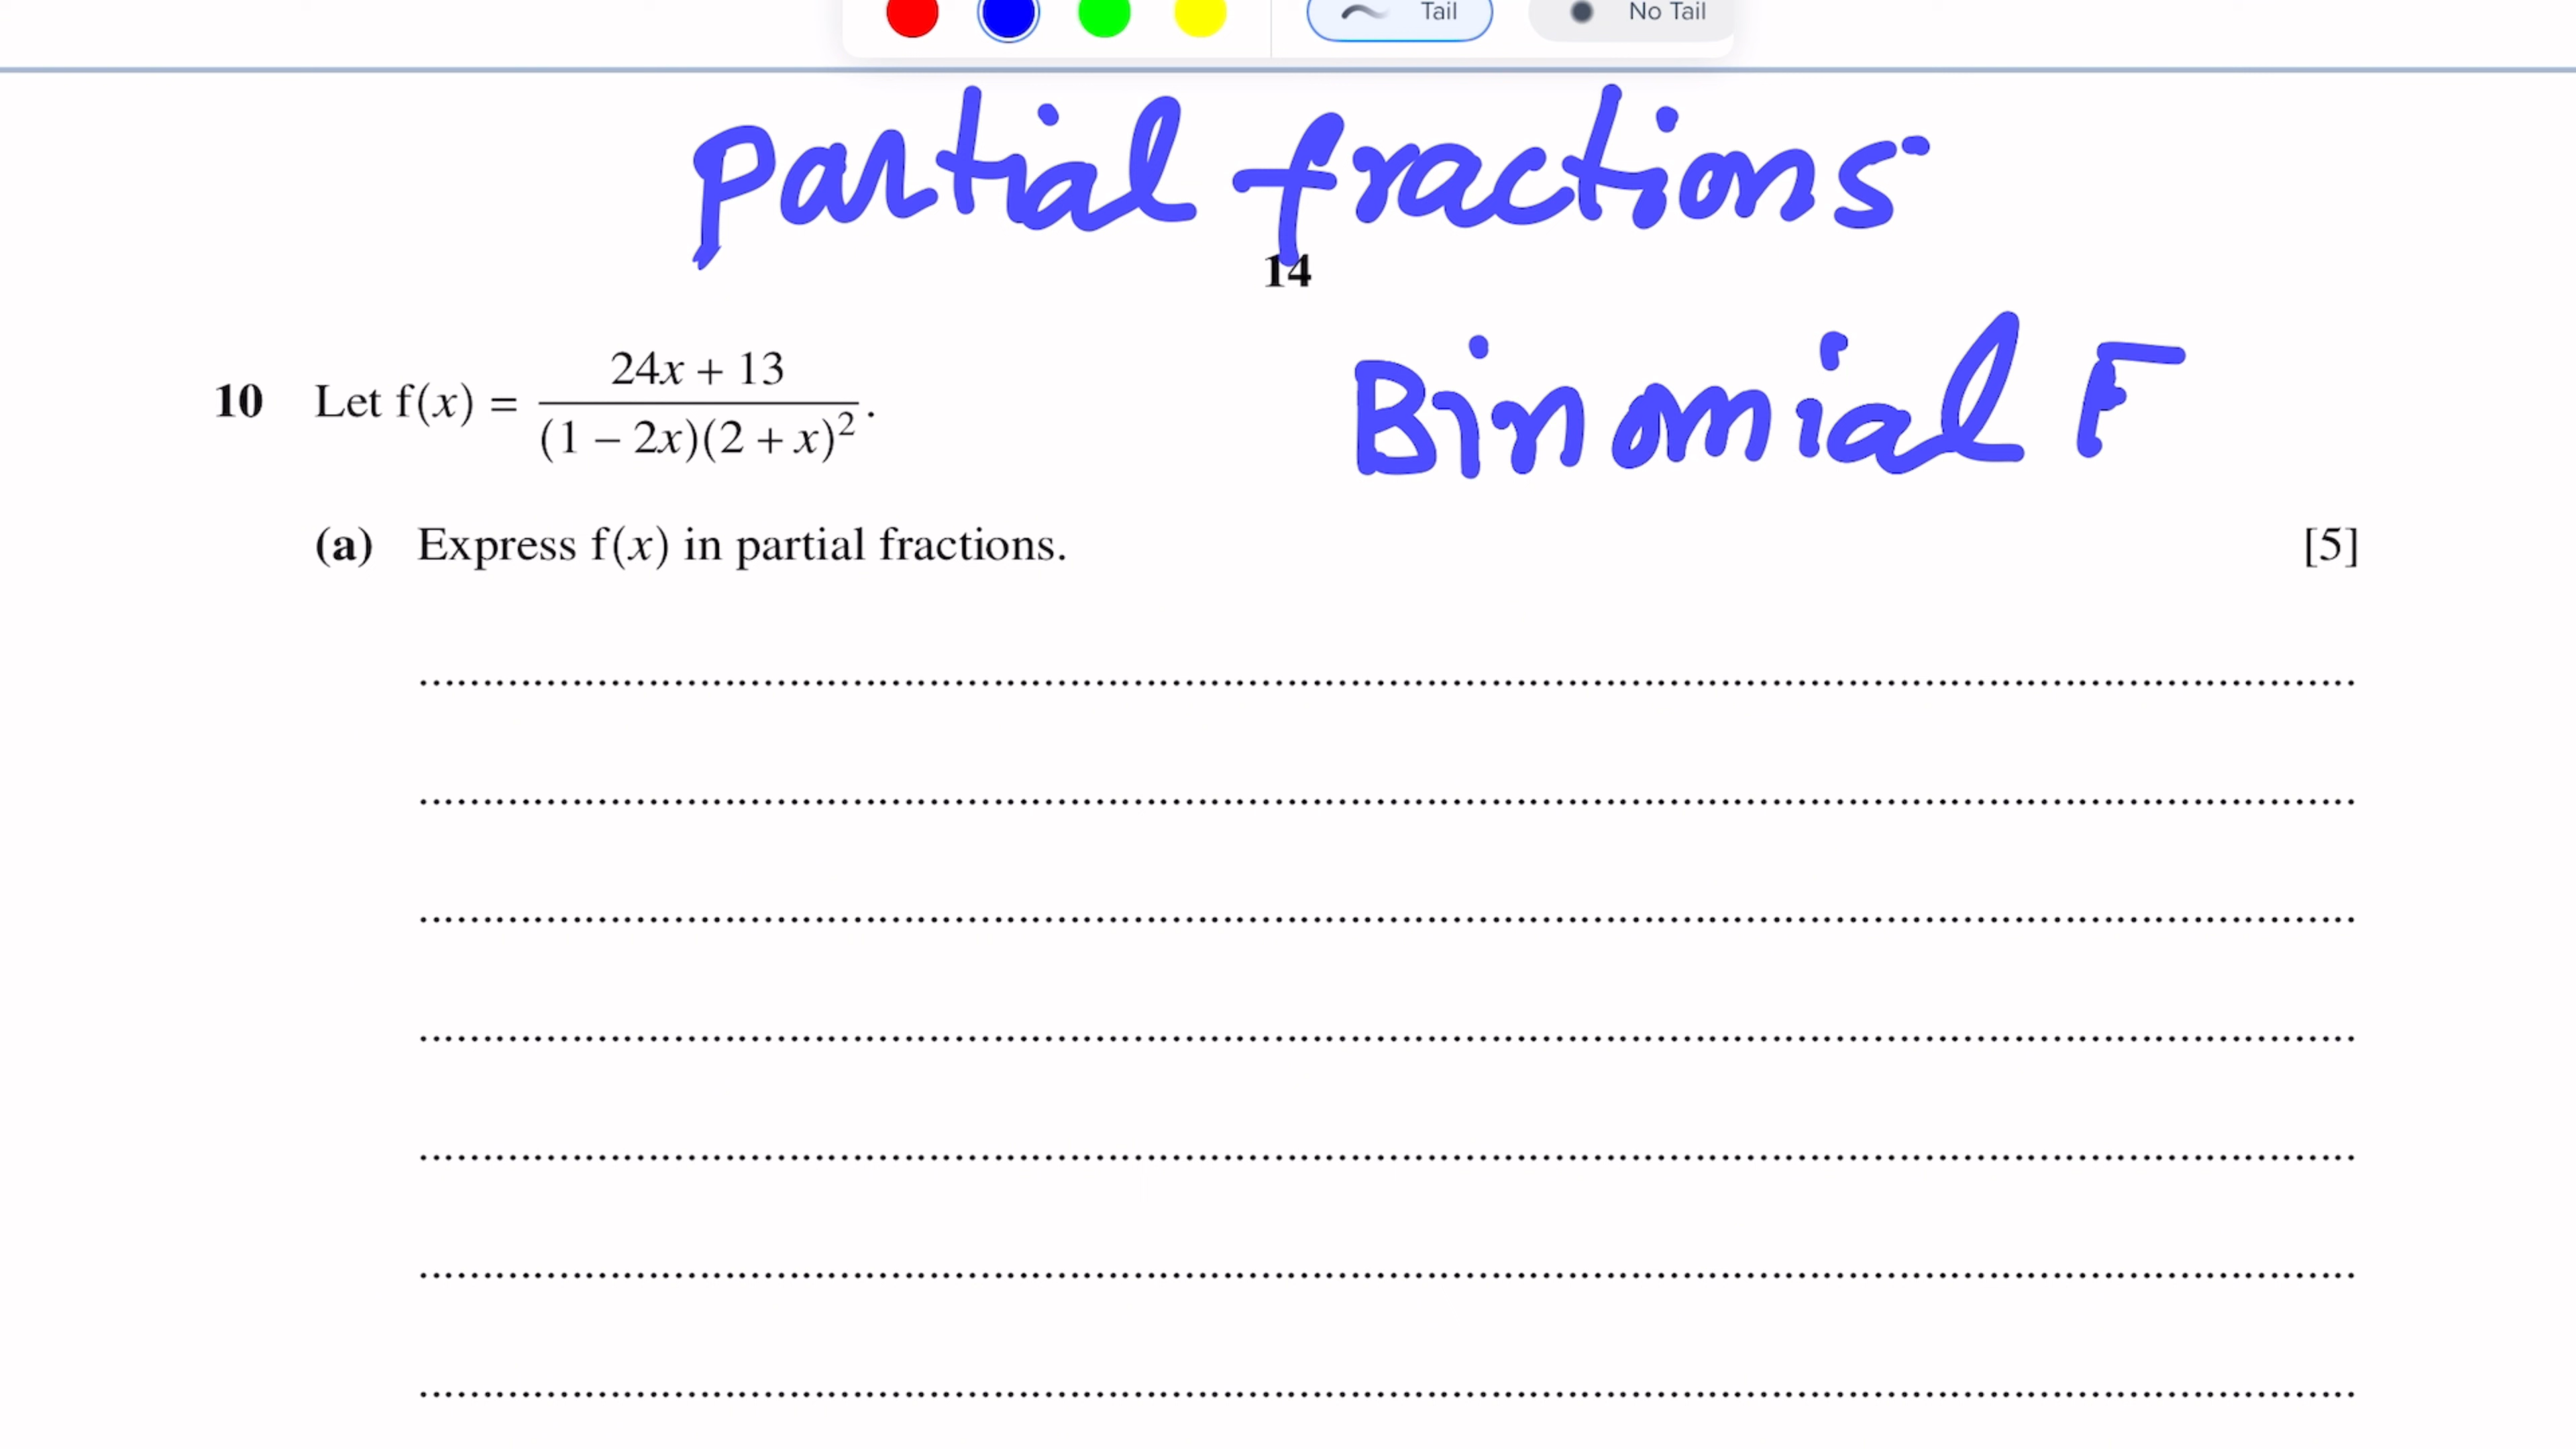 Tail No Tail
Partial fractions
14
10 Let f(x) = 24x + 13 / (1 − 2x)(2 + x)².
Binomial F
(a) Express f(x) in partial fractions. [5]